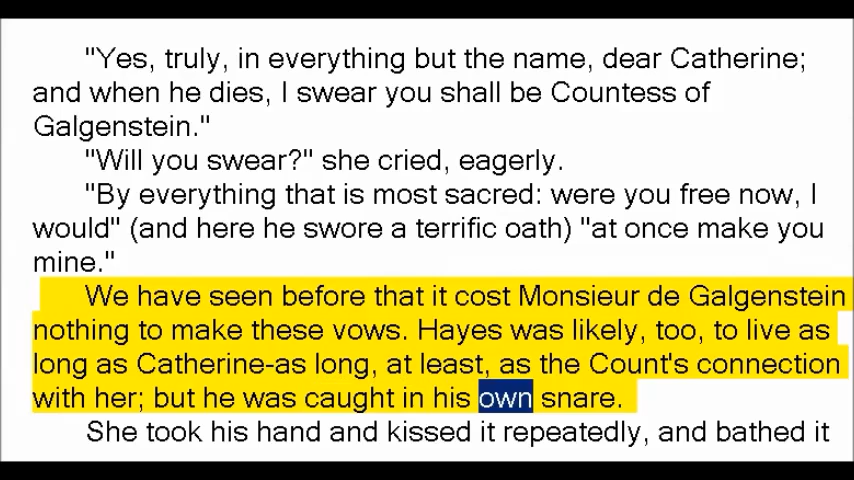 "Yes, truly, in everything but the name, dear Catherine;
and when he dies, I swear you shall be Countess of
Galgenstein."
"Will you swear?" she cried, eagerly.
"By everything that is most sacred: were you free now, I
would" (and here he swore a terrific oath) "at once make you
mine."
We have seen before that it cost Monsieur de Galgenstein
nothing to make these vows. Hayes was likely, too, to live as
long as Catherine-as long, at least, as the Count's connection
with her; but he was caught in his own snare.
She took his hand and kissed it repeatedly, and bathed it